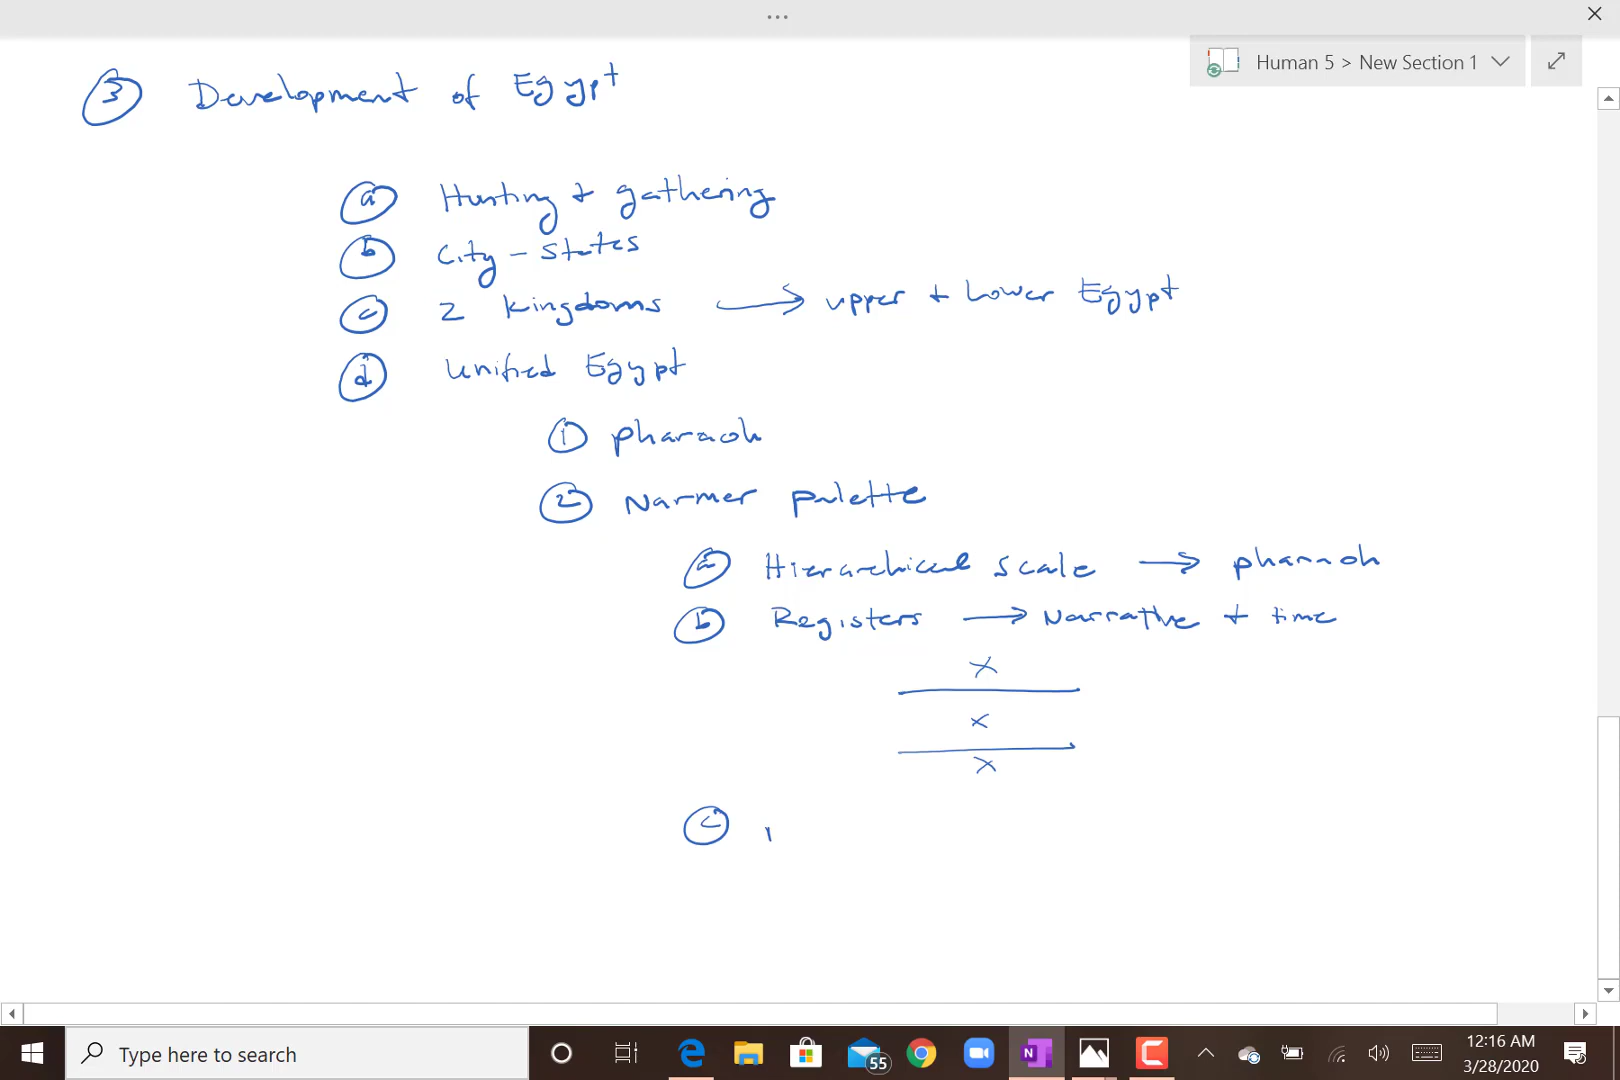 Human 5 > New Section 1
3 Development of Egypt
a Hunting + gathering
b City-States
c 2 Kingdoms → upper + Lower Egypt
d Unified Egypt
1 pharaoh
2 Narmer palette
a Hierarchical scale → pharaoh
b Registers → Narrative + time
x
x
x
c
Type here to search
55
12:16 AM
3/28/2020